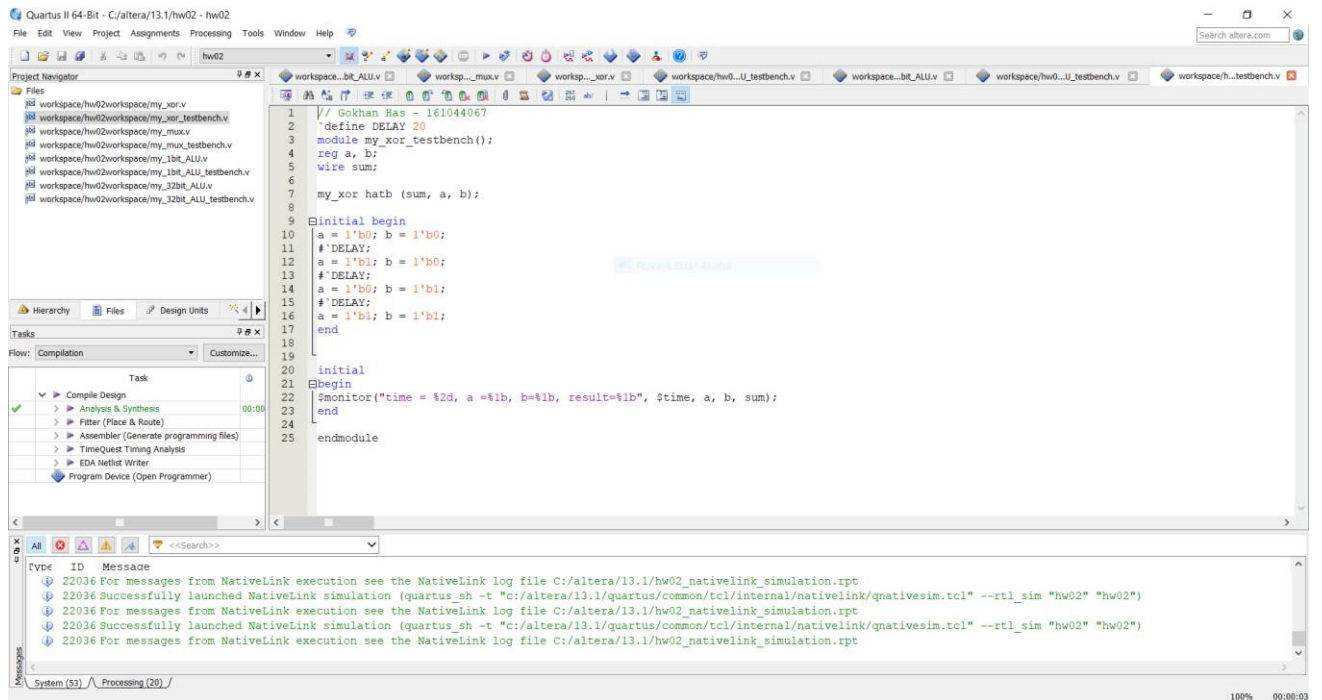 Quartus II 64-Bit - C:/altera/13.1/hw02 - hw02
File Edit View Project Assignments Processing Tools Window Help
Search altera.com
hw02
Project Navigator
workspace...bit_ALU.v
worksp..._mux.v
worksp..._xor.v
workspace/hw0...U_testbench.v
workspace...bit_ALU.v
workspace/hw0...U_testbench.v
workspace/h...testbench.v
Files
workspace/hw02workspace/my_xor.v
workspace/hw02workspace/my_xor_testbench.v
workspace/hw02workspace/my_mux.v
workspace/hw02workspace/my_mux_testbench.v
workspace/hw02workspace/my_1bit_ALU.v
workspace/hw02workspace/my_1bit_ALU_testbench.v
workspace/hw02workspace/my_32bit_ALU.v
workspace/hw02workspace/my_32bit_ALU_testbench.v
Hierarchy Files Design Units
Tasks
Flow: Compilation Customize...
Task
Compile Design
Analysis & Synthesis 00:00
Fitter (Place & Route)
Assembler (Generate programming files)
TimeQuest Timing Analysis
EDA Netlist Writer
Program Device (Open Programmer)
1 // Gokhan Has - 161044067
2 `define DELAY 20
3 module my_xor_testbench();
4 reg a, b;
5 wire sum;
6
7 my_xor hatb (sum, a, b);
8
9 initial begin
10 a = 1'b0; b = 1'b0;
11 #`DELAY;
12 a = 1'b1; b = 1'b0;
13 #`DELAY;
14 a = 1'b0; b = 1'b1;
15 #`DELAY;
16 a = 1'b1; b = 1'b1;
17 end
18
19
20 initial
21 begin
22 $monitor("time = %2d, a =%1b, b=%1b, result=%1b", $time, a, b, sum);
23 end
24
25 endmodule
All <<Search>>
Type ID Message
22036 For messages from NativeLink execution see the NativeLink log file C:/altera/13.1/hw02_nativelink_simulation.rpt
22036 Successfully launched NativeLink simulation (quartus_sh -t "c:/altera/13.1/quartus/common/tcl/internal/nativelink/qnativesim.tcl" --rtl_sim "hw02" "hw02")
22036 For messages from NativeLink execution see the NativeLink log file C:/altera/13.1/hw02_nativelink_simulation.rpt
22036 Successfully launched NativeLink simulation (quartus_sh -t "c:/altera/13.1/quartus/common/tcl/internal/nativelink/qnativesim.tcl" --rtl_sim "hw02" "hw02")
22036 For messages from NativeLink execution see the NativeLink log file C:/altera/13.1/hw02_nativelink_simulation.rpt
Messages
System (53) Processing (20)
100% 00:00:03